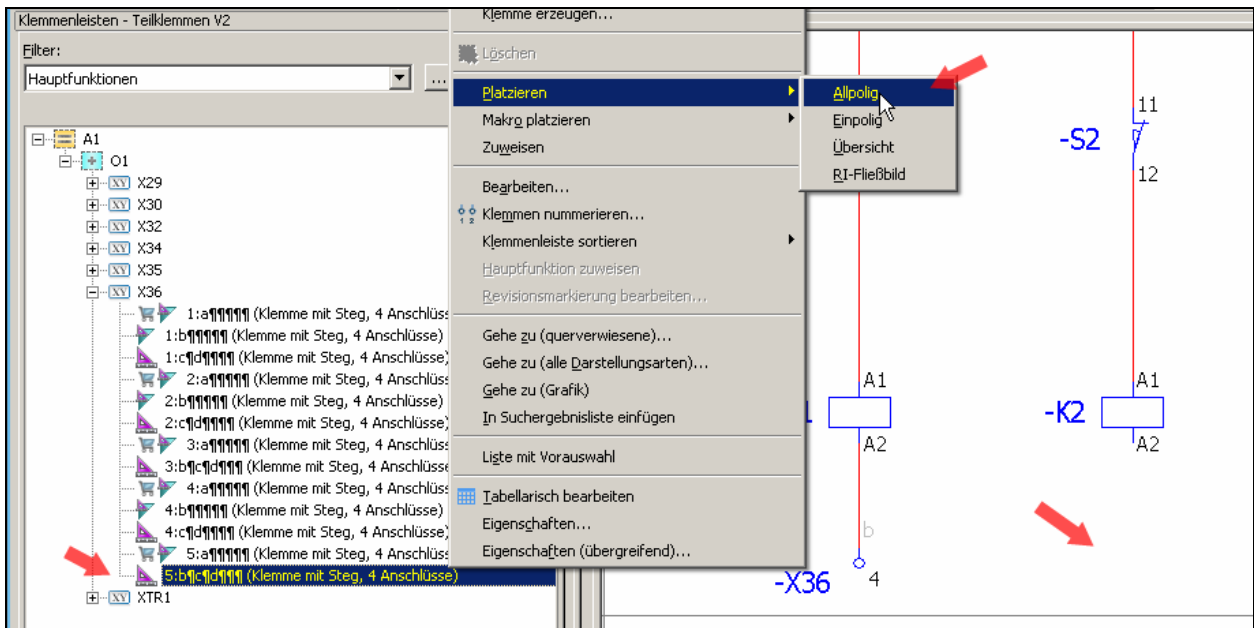 Klemmenleisten - Teilklemmen V2
Filter:
Hauptfunktionen
...
A1
O1
X29
X30
X32
X34
X35
X36
1:a¶¶¶¶¶ (Klemme mit Steg, 4 Anschlüss
1:b¶¶¶¶¶ (Klemme mit Steg, 4 Anschlüsse)
1:c¶d¶¶¶¶ (Klemme mit Steg, 4 Anschlüsse)
2:a¶¶¶¶¶ (Klemme mit Steg, 4 Anschlüss
2:b¶¶¶¶¶ (Klemme mit Steg, 4 Anschlüsse)
2:c¶d¶¶¶¶ (Klemme mit Steg, 4 Anschlüsse)
3:a¶¶¶¶¶ (Klemme mit Steg, 4 Anschlüss
3:b¶c¶d¶¶¶ (Klemme mit Steg, 4 Anschlüsse
4:a¶¶¶¶¶ (Klemme mit Steg, 4 Anschlüss
4:b¶¶¶¶¶ (Klemme mit Steg, 4 Anschlüsse)
4:c¶d¶¶¶¶ (Klemme mit Steg, 4 Anschlüsse)
5:a¶¶¶¶¶ (Klemme mit Steg, 4 Anschlüss
5:b¶c¶d¶¶¶ (Klemme mit Steg, 4 Anschlüsse)
XTR1
Klemme erzeugen...
Löschen
Platzieren
Makro platzieren
Zuweisen
Bearbeiten...
Klemmen nummerieren...
Klemmenleiste sortieren
Hauptfunktion zuweisen
Revisionsmarkierung bearbeiten...
Gehe zu (querverwiesene)...
Gehe zu (alle Darstellungsarten)...
Gehe zu (Grafik)
In Suchergebnisliste einfügen
Liste mit Vorauswahl
Tabellarisch bearbeiten
Eigenschaften...
Eigenschaften (übergreifend)...
Allpolig
Einpolig
Übersicht
RI-Fließbild
-S2
11
12
1
A1
A2
-K2
A1
A2
b
-X36
4